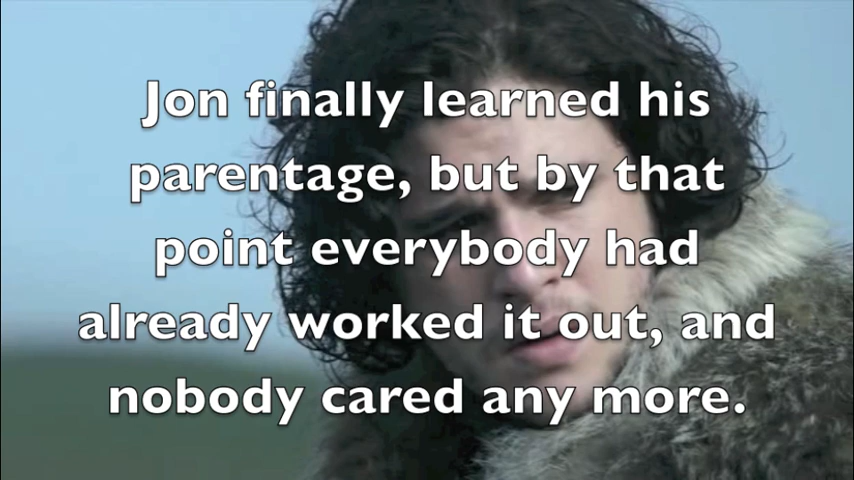 Jon finally learned his
parentage, but by that
point everybody had
already worked it out, and
nobody cared any more.